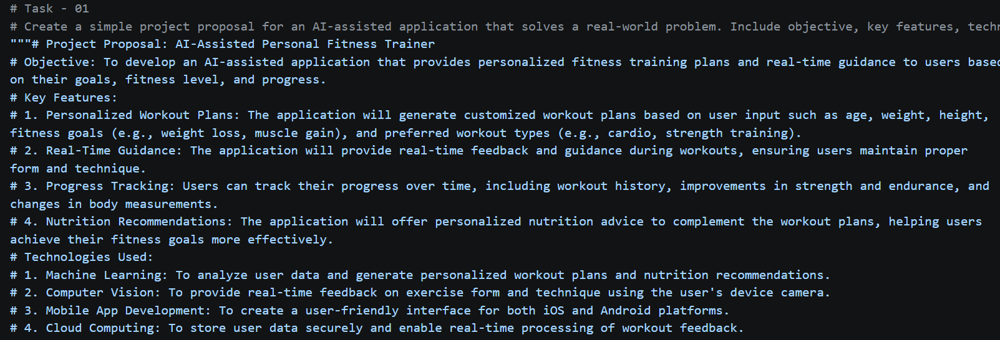 # Task - 01
# Create a simple project proposal for an AI-assisted application that solves a real-world problem. Include objective, key features,
"""# Project Proposal: AI-Assisted Personal Fitness Trainer
# Objective: To develop an AI-assisted application that provides personalized fitness training plans and real-time guidance to users based
on their goals, fitness level, and progress.
# Key Features:
# 1. Personalized Workout Plans: The application will generate customized workout plans based on user input such as age, weight, height,
fitness goals (e.g., weight loss, muscle gain), and preferred workout types (e.g., cardio, strength training).
# 2. Real-Time Guidance: The application will provide real-time feedback and guidance during workouts, ensuring users maintain proper
form and technique.
# 3. Progress Tracking: Users can track their progress over time, including workout history, improvements in strength and endurance, and
changes in body measurements.
# 4. Nutrition Recommendations: The application will offer personalized nutrition advice to complement the workout plans, helping users
achieve their fitness goals more effectively.
# Technologies Used:
# 1. Machine Learning: To analyze user data and generate personalized workout plans and nutrition recommendations.
# 2. Computer Vision: To provide real-time feedback on exercise form and technique using the user's device camera.
# 3. Mobile App Development: To create a user-friendly interface for both iOS and Android platforms.
# 4. Cloud Computing: To store user data securely and enable real-time processing of workout feedback.